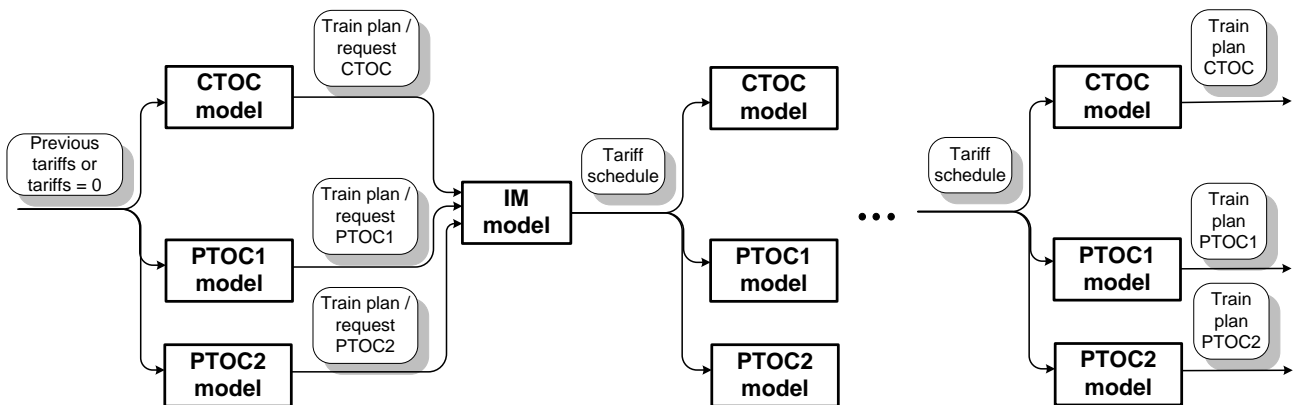 Train plan /
request
CTOC
CTOC
model
Previous
tariffs or
tariffs = 0
Train plan /
request
PTOC1
PTOC1
model
Train plan /
request
PTOC2
PTOC2
model
IM
model
Tariff
schedule
CTOC
model
PTOC1
model
PTOC2
model
•••
Tariff
schedule
CTOC
model
Train
plan
CTOC
PTOC1
model
Train
plan
PTOC1
PTOC2
model
Train
plan
PTOC2